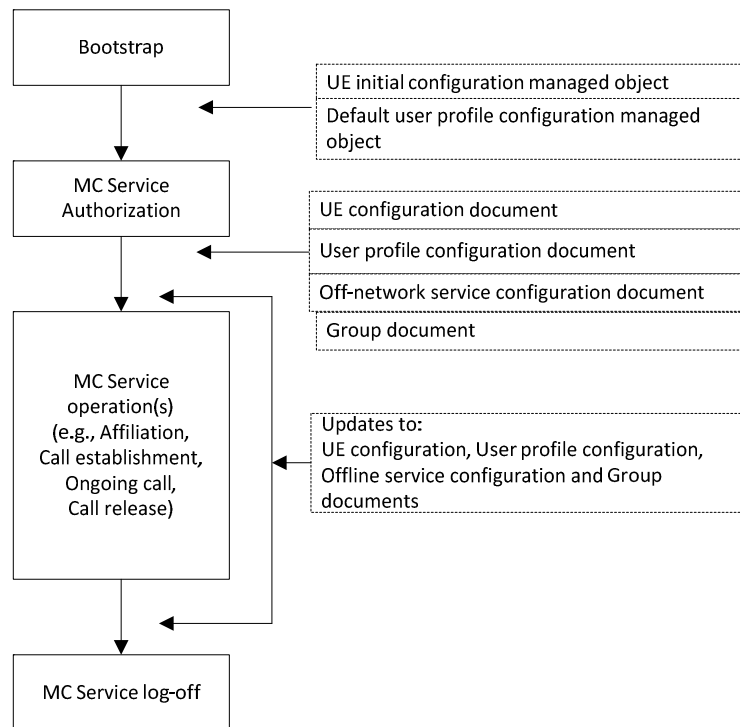 Bootstrap
UE initial configuration managed object
Default user profile configuration managed
object
MC Service
Authorization
UE configuration document
User profile configuration document
Off-network service configuration document
Group document
MC Service
operation(s)
(e.g., Affiliation,
Call establishment,
Ongoing call,
Call release)
Updates to:
UE configuration, User profile configuration,
Offline service configuration and Group
documents
MC Service log-off